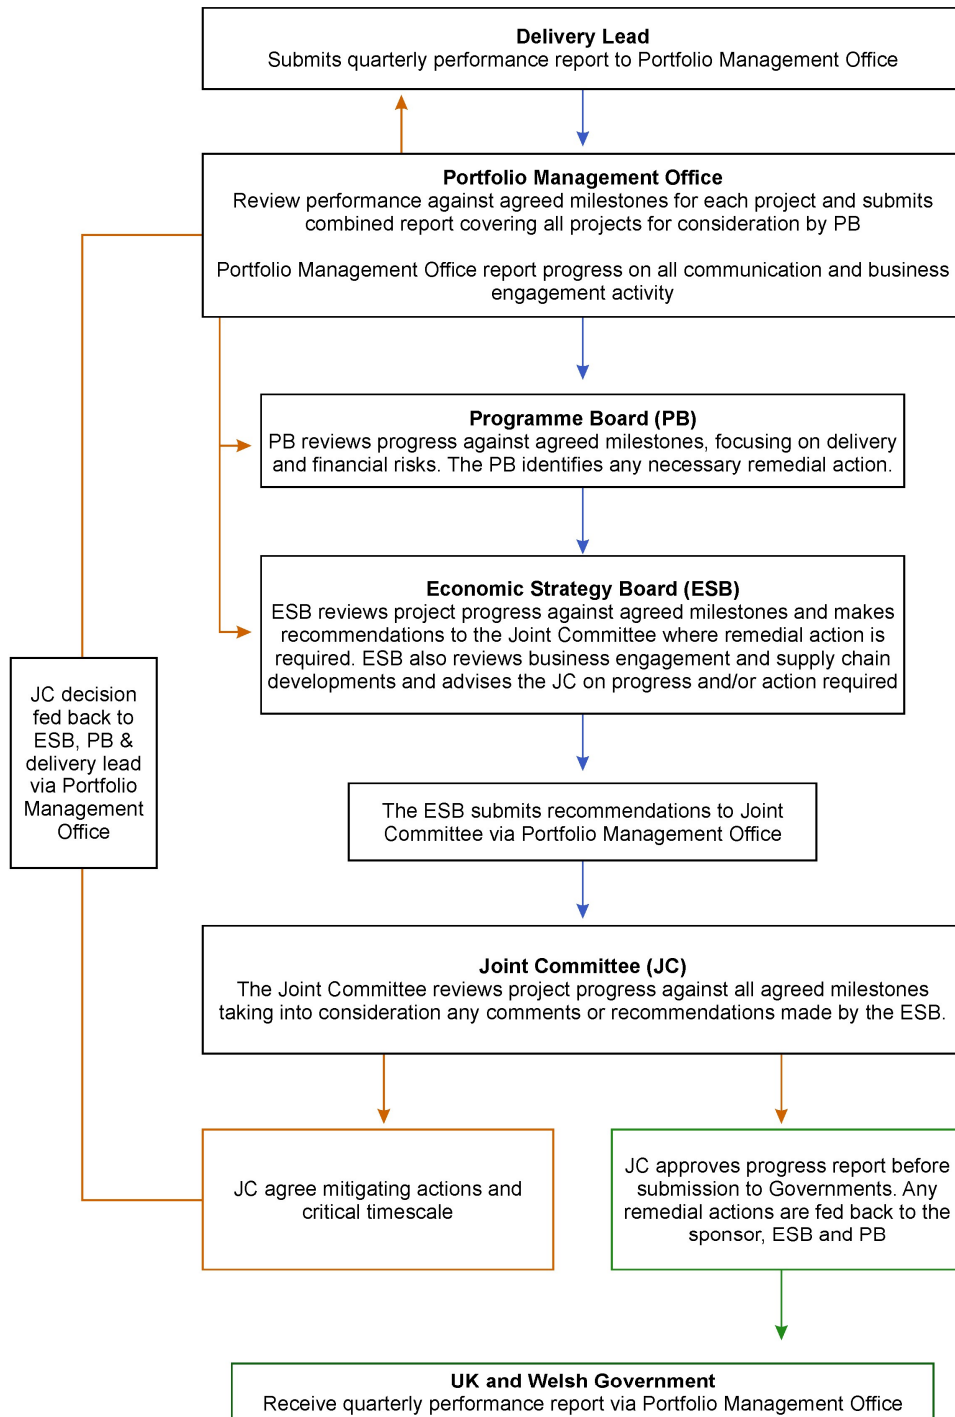 Delivery Lead
Submits quarterly performance report to Portfolio Management Office
Portfolio Management Office
Review performance against agreed milestones for each project and submits
combined report covering all projects for consideration by PB
Portfolio Management Office report progress on all communication and business
engagement activity
Programme Board (PB)
PB reviews progress against agreed milestones, focusing on delivery
and financial risks. The PB identifies any necessary remedial action.
Economic Strategy Board (ESB)
ESB reviews project progress against agreed milestones and makes
recommendations to the Joint Committee where remedial action is
required. ESB also reviews business engagement and supply chain
developments and advises the JC on progress and/or action required
JC decision
fed back to
ESB, PB &
delivery lead
via Portfolio
Management
Office
The ESB submits recommendations to Joint
Committee via Portfolio Management Office
Joint Committee (JC)
The Joint Committee reviews project progress against all agreed milestones
taking into consideration any comments or recommendations made by the ESB.
JC agree mitigating actions and
critical timescale
JC approves progress report before
submission to Governments. Any
remedial actions are fed back to the
sponsor, ESB and PB
UK and Welsh Government
Receive quarterly performance report via Portfolio Management Office